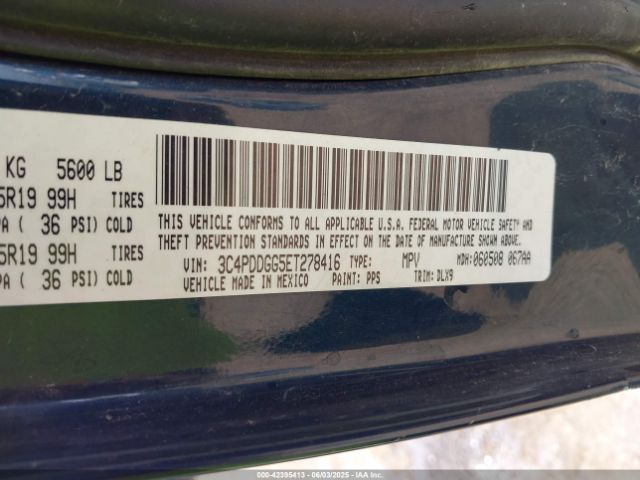 KG 5600 LB
5R19 99H TIRES
PA ( 36 PSI) COLD
5R19 99H TIRES
PA ( 36 PSI) COLD
THIS VEHICLE CONFORMS TO ALL APPLICABLE U.S.A. FEDERAL MOTOR VEHICLE SAFETY AND
THEFT PREVENTION STANDARDS IN EFFECT ON THE DATE OF MANUFACTURE SHOWN ABOVE.
VIN: 3C4PDDGG5ET278416 TYPE: MPV MDH: 060508 067AA
VEHICLE MADE IN MEXICO PAINT: PPS TRIM: DLX9
000-42395413 - 06/03/2025 - IAAI.COM